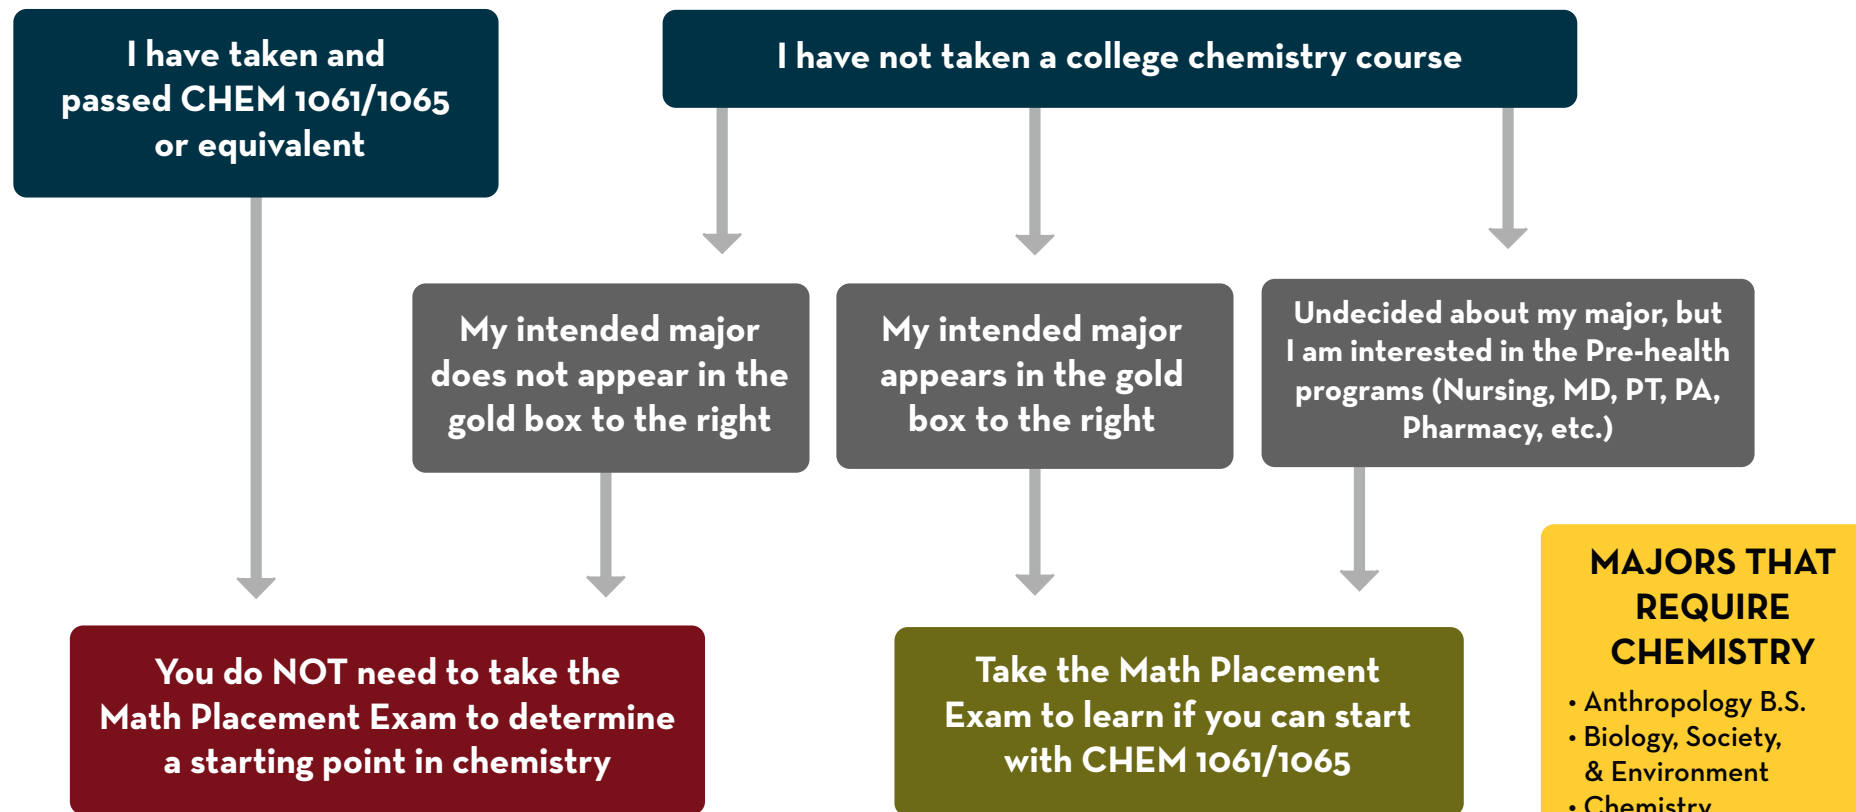 I have taken and
passed CHEM 1061/1065
or equivalent
I have not taken a college chemistry course
My intended major
does not appear in the
gold box to the right
My intended major
appears in the gold
box to the right
Undecided about my major, but
I am interested in the Pre-health
programs (Nursing, MD, PT, PA,
Pharmacy, etc.)
You do NOT need to take the
Math Placement Exam to determine
a starting point in chemistry
Take the Math Placement
Exam to learn if you can start
with CHEM 1061/1065
MAJORS THAT
REQUIRE
CHEMISTRY
• Anthropology B.S.
• Biology, Society,
& Environment
• Chemistry